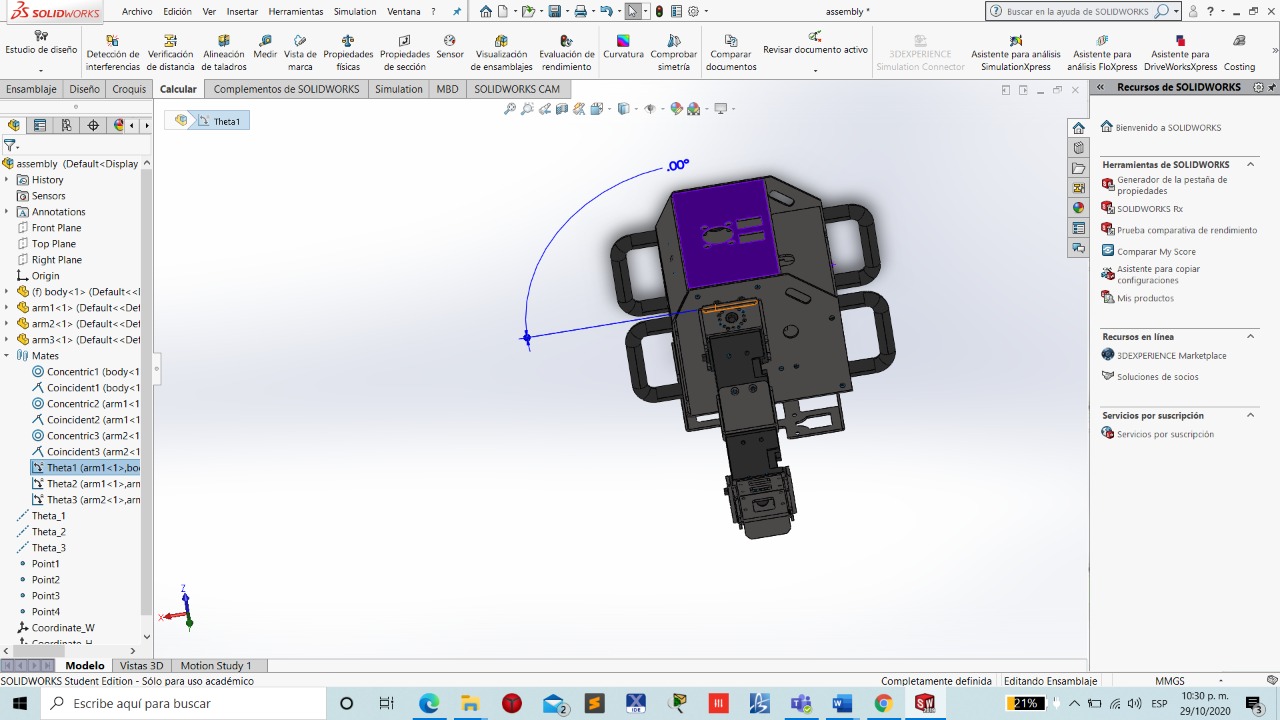 SOLIDWORKS
Archivo Edición Ver Insertar Herramientas Simulation Ventana ?
assembly *
Buscar en la ayuda de SOLIDWORKS
Estudio de diseño
Detección de interferencias
Verificación de distancia
Alineación de taladro
Medir
Vista de marca
Propiedades físicas
Propiedades de sección
Sensor
Visualización de ensamblajes
Evaluación de rendimiento
Curvatura
Comprobar simetría
Comparar documentos
Revisar documento activo
3DEXPERIENCE Simulation Connector
Asistente para análisis SimulationXpress
Asistente para análisis FloXpress
Asistente para DriveWorksXpress
Costing
Ensamblaje Diseño Croquis Calcular Complementos de SOLIDWORKS Simulation MBD SOLIDWORKS CAM
Theta1
assembly (Default<Display
History
Sensors
Annotations
Front Plane
Top Plane
Right Plane
Origin
(f) body<1> (Default<<
arm1<1> (Default<<Def
arm2<1> (Default<<Def
arm3<1> (Default<<Def
Mates
Concentric1 (body<1
Coincident1 (body<1
Concentric2 (arm1<1
Coincident2 (arm1<1
Concentric3 (arm2<1
Coincident3 (arm2<1
Theta1 (arm1<1>,bo
Theta2 (arm1<1>,arm
Theta3 (arm2<1>,arm
Theta_1
Theta_2
Theta_3
Point1
Point2
Point3
Point4
Coordinate_W
.00°
Z
X
Recursos de SOLIDWORKS
Bienvenido a SOLIDWORKS
Herramientas de SOLIDWORKS
Generador de la pestaña de propiedades
SOLIDWORKS Rx
Prueba comparativa de rendimiento
Comparar My Score
Asistente para copiar configuraciones
Mis productos
Recursos en línea
3DEXPERIENCE Marketplace
Soluciones de socios
Servicios por suscripción
Servicios por suscripción
Modelo Vistas 3D Motion Study 1
SOLIDWORKS Student Edition - Sólo para uso académico
Completamente definida Editando Ensamblaje MMGS
Escribe aquí para buscar
21%
ESP
10:30 p. m.
29/10/2020